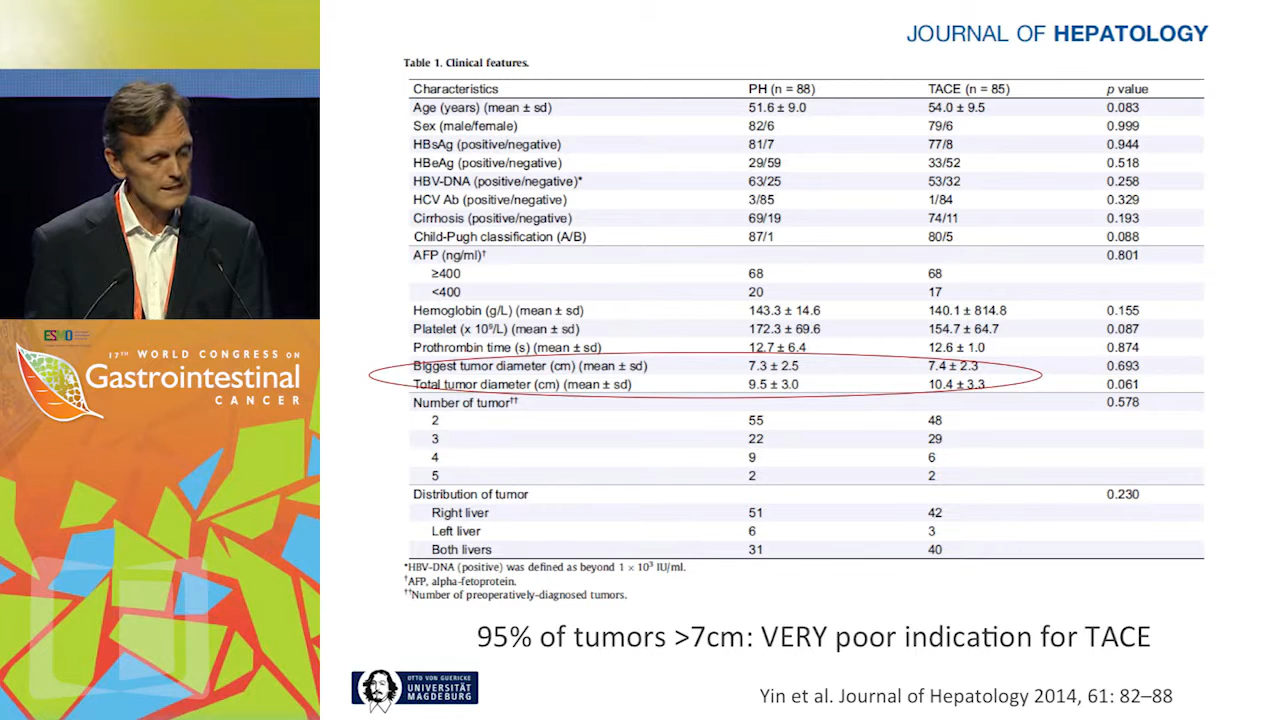 JOURNAL OF HEPATOLOGY
Table 1. Clinical features.
Characteristics PH (n = 88) TACE (n = 85) p value
Age (years) (mean ± sd) 51.6 ± 9.0 54.0 ± 9.5 0.083
Sex (male/female) 82/6 79/6 0.999
HBsAg (positive/negative) 81/7 77/8 0.944
HBeAg (positive/negative) 29/59 33/52 0.518
HBV-DNA (positive/negative)* 63/25 53/32 0.258
HCV Ab (positive/negative) 3/85 1/84 0.329
Cirrhosis (positive/negative) 69/19 74/11 0.193
Child-Pugh classification (A/B) 87/1 80/5 0.088
AFP (ng/ml)† 0.801
≥400 68 68
<400 20 17
Hemoglobin (g/L) (mean ± sd) 143.3 ± 14.6 140.1 ± 814.8 0.155
Platelet (x 10⁹/L) (mean ± sd) 172.3 ± 69.6 154.7 ± 64.7 0.087
Prothrombin time (s) (mean ± sd) 12.7 ± 6.4 12.6 ± 1.0 0.874
Biggest tumor diameter (cm) (mean ± sd) 7.3 ± 2.5 7.4 ± 2.3 0.693
Total tumor diameter (cm) (mean ± sd) 9.5 ± 3.0 10.4 ± 3.3 0.061
Number of tumor†† 0.578
2 55 48
3 22 29
4 9 6
5 2 2
Distribution of tumor 0.230
Right liver 51 42
Left liver 6 3
Both livers 31 40
*HBV-DNA (positive) was defined as beyond 1 × 10³ IU/ml.
†AFP, alpha-fetoprotein.
††Number of preoperatively-diagnosed tumors.
95% of tumors >7cm: VERY poor indication for TACE
OTTO VON GUERICKE
UNIVERSITÄT
MAGDEBURG
Yin et al. Journal of Hepatology 2014, 61: 82–88
ESMO
17TH WORLD CONGRESS ON
Gastrointestinal
CANCER